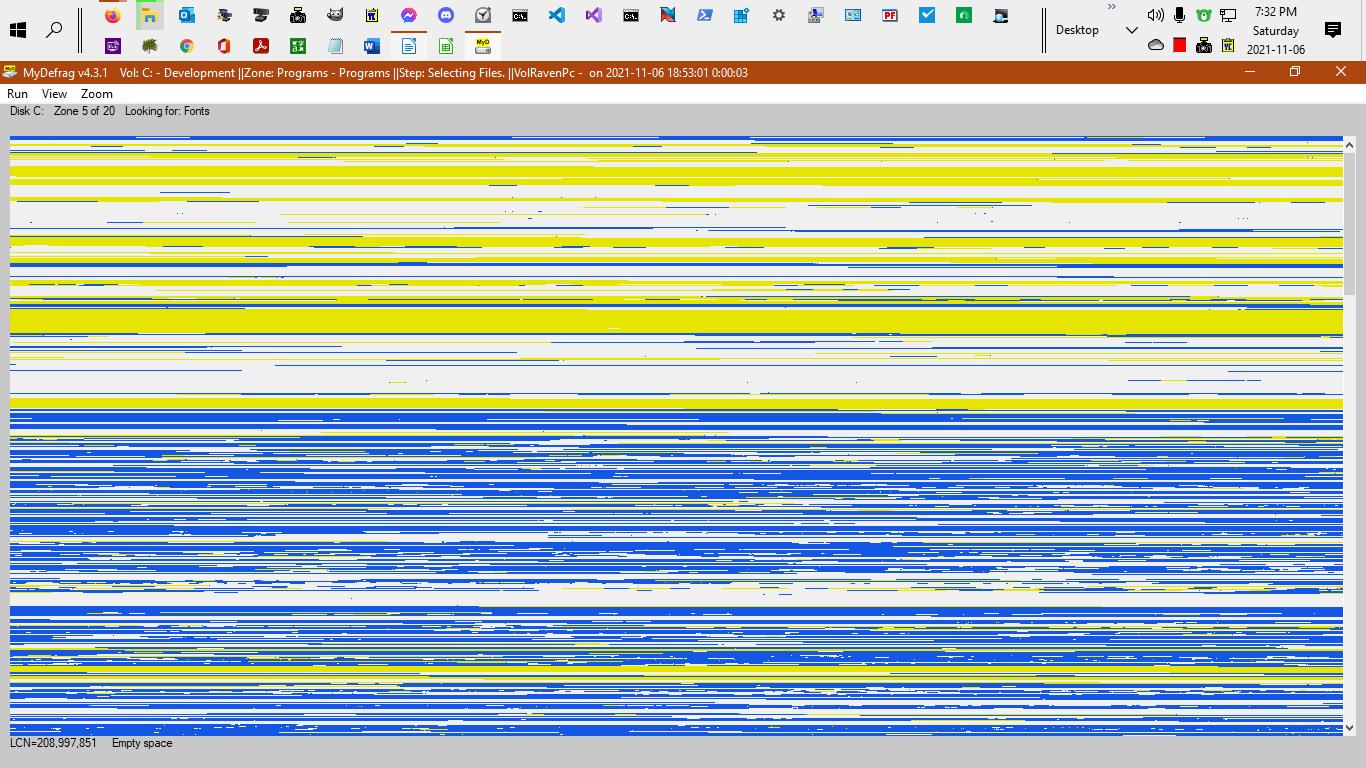 7:32 PM
Desktop
Saturday
2021-11-06
MyDefrag v4.3.1 Vol: C: - Development ||Zone: Programs - Programs ||Step: Selecting Files. ||VolRavenPc - on 2021-11-06 18:53:01 0:00:03
Run View Zoom
Disk C: Zone 5 of 20 Looking for: Fonts
LCN=208,997,851 Empty space